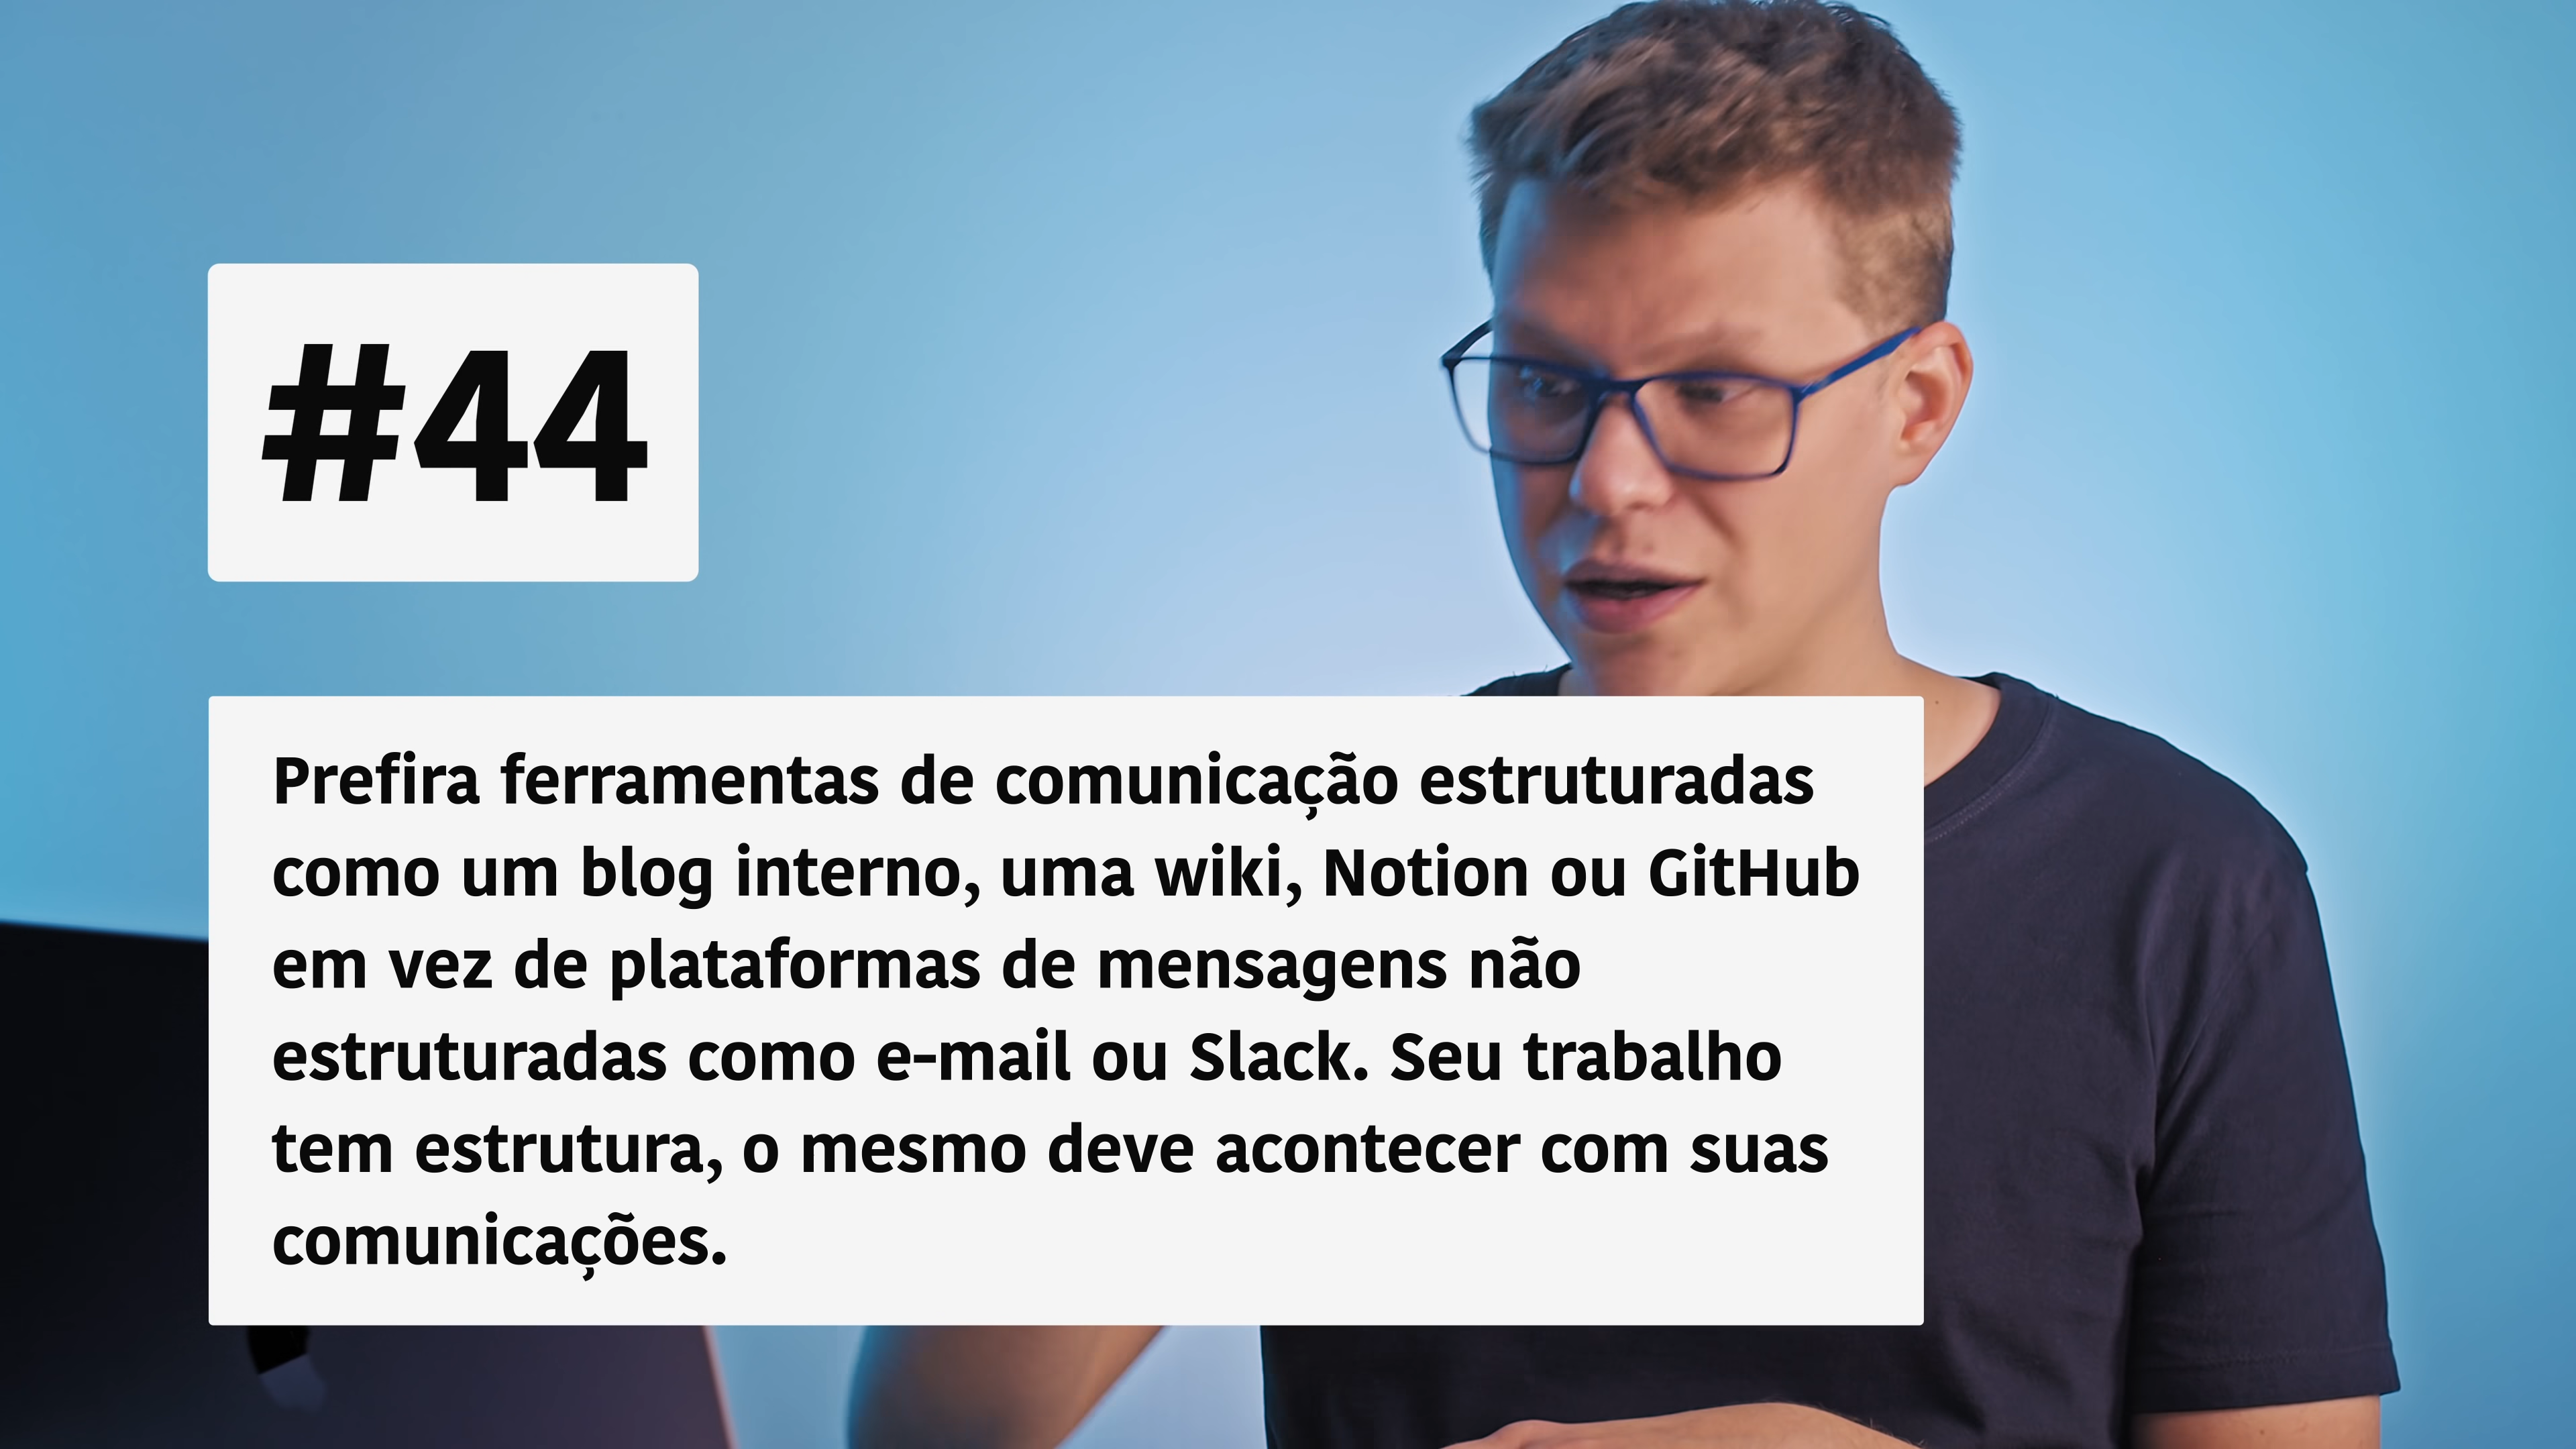 #44
Prefira ferramentas de comunicação estruturadas
como um blog interno, uma wiki, Notion ou GitHub
em vez de plataformas de mensagens não
estruturadas como e-mail ou Slack. Seu trabalho
tem estrutura, o mesmo deve acontecer com suas
comunicações.